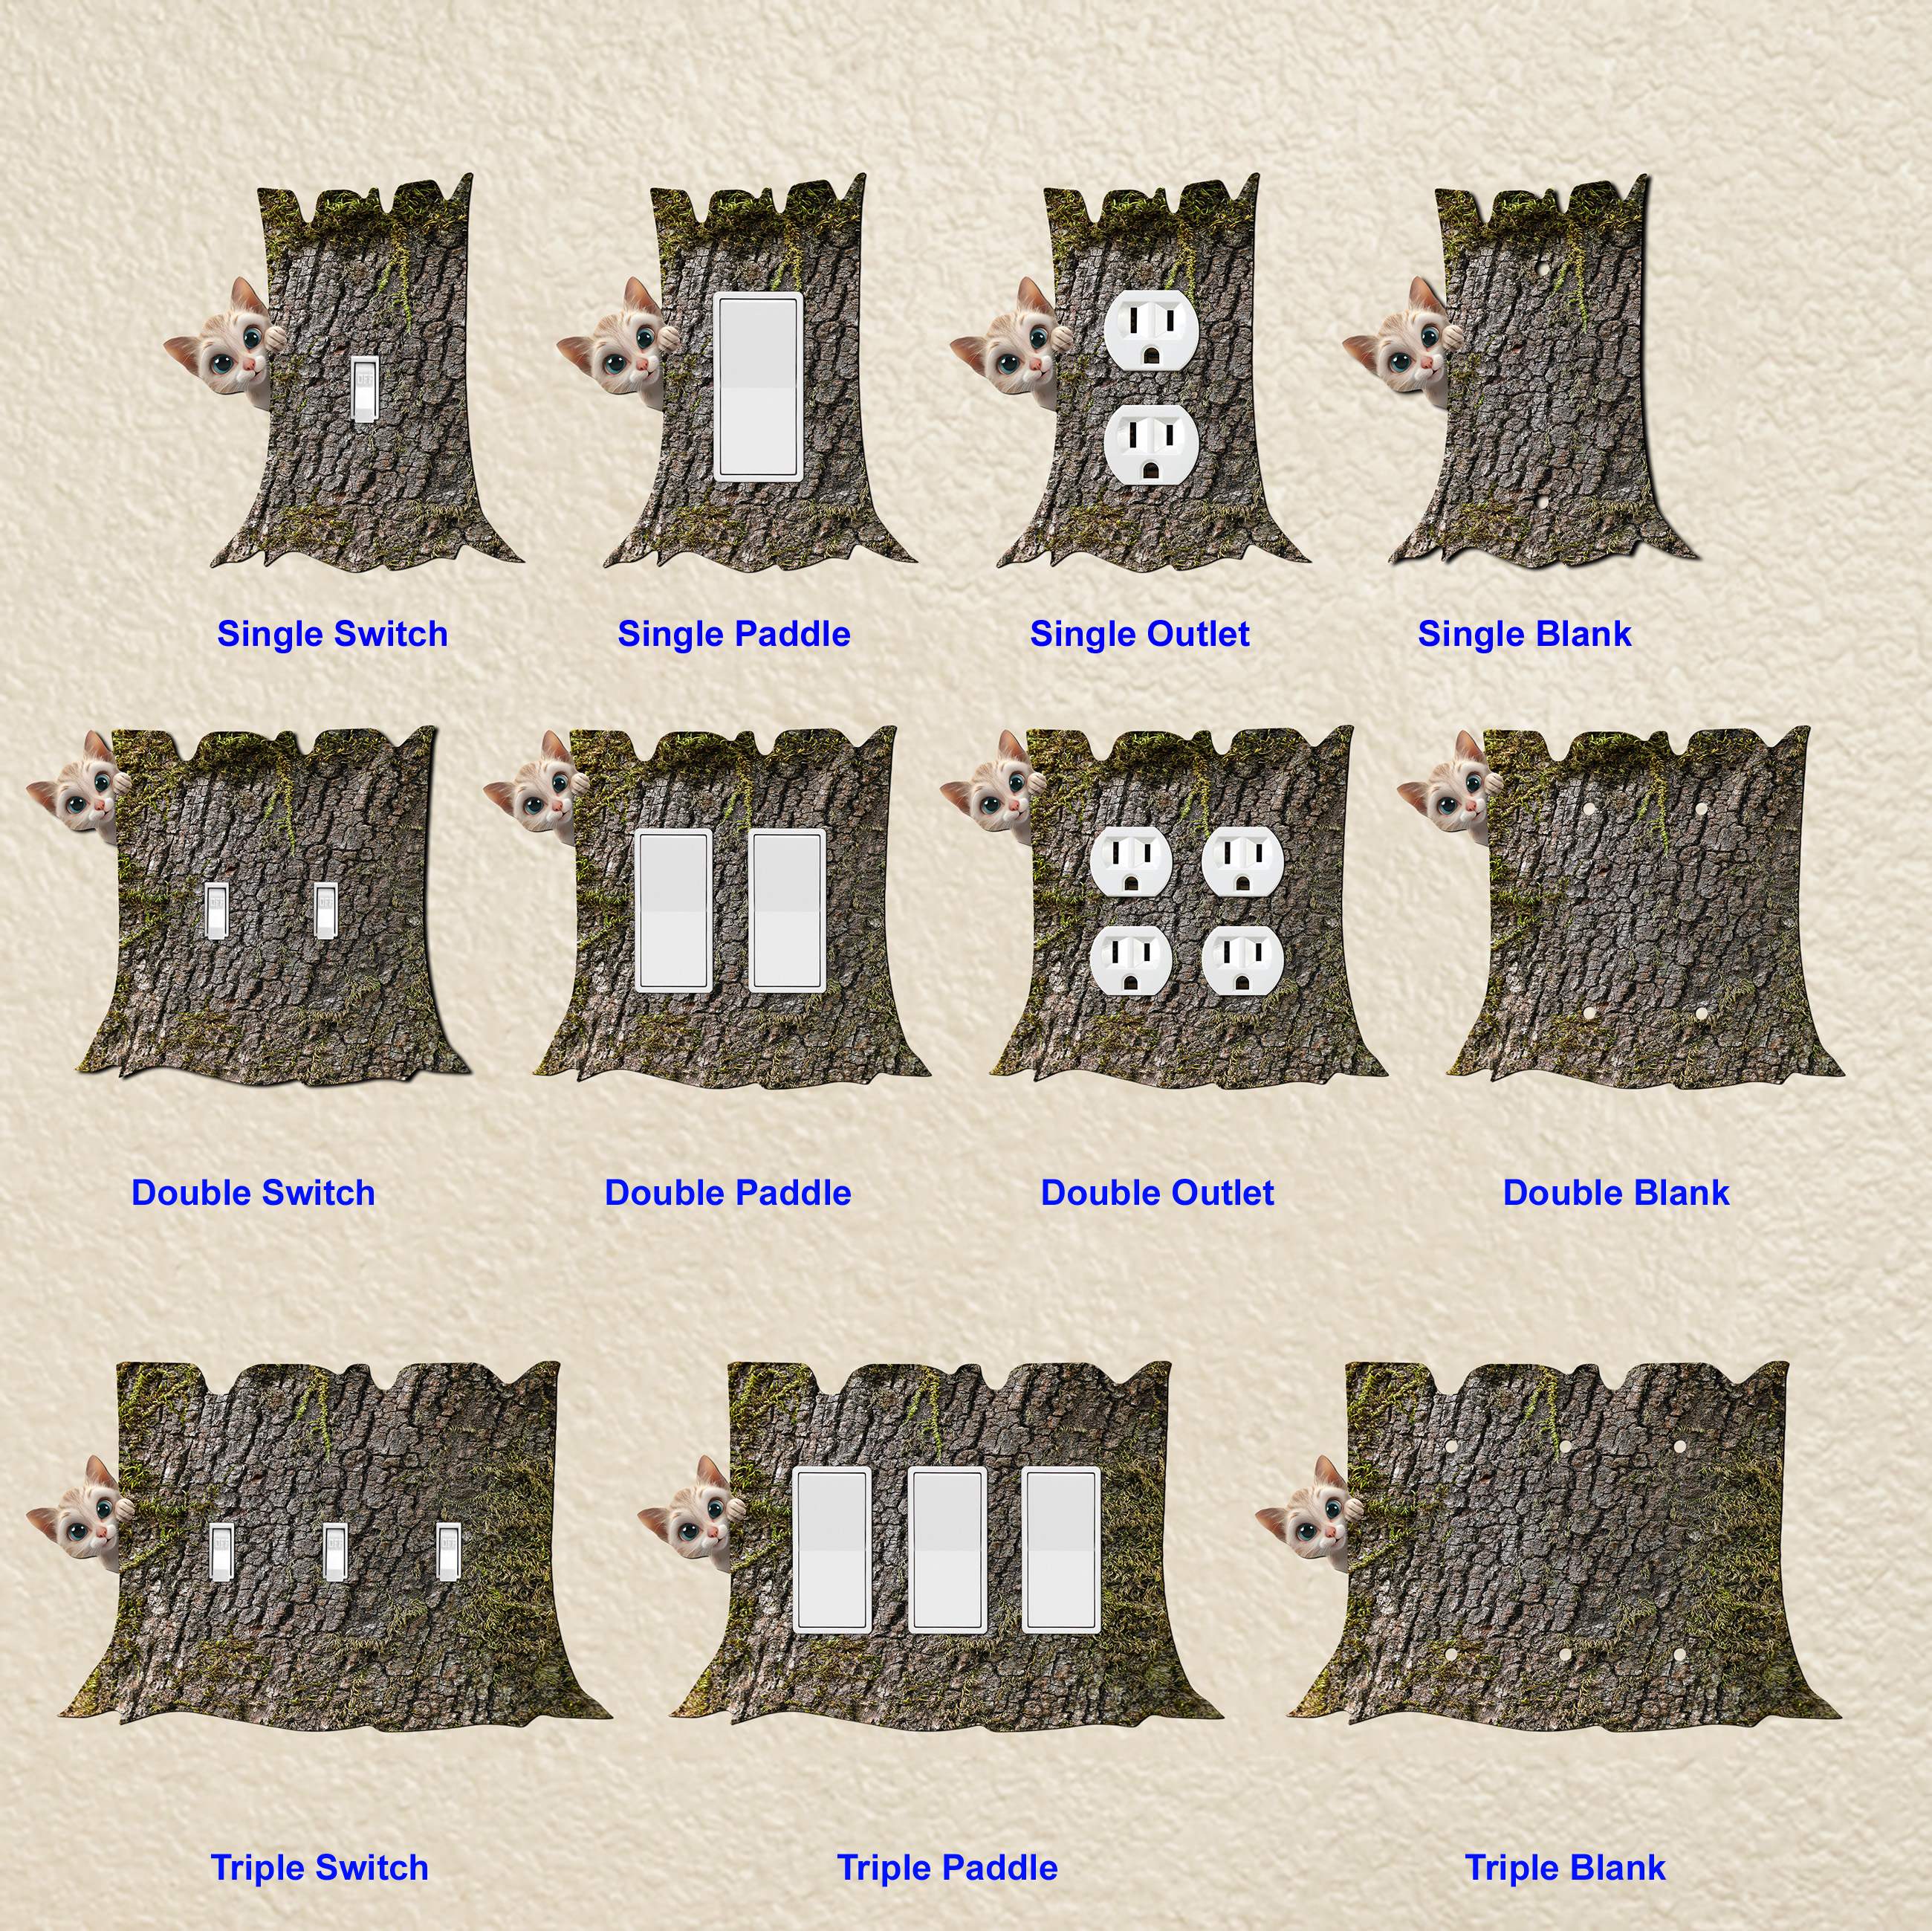 Single Switch
Single Paddle
Single Outlet
Single Blank
Double Switch
Double Paddle
Double Outlet
Double Blank
Triple Switch
Triple Paddle
Triple Blank